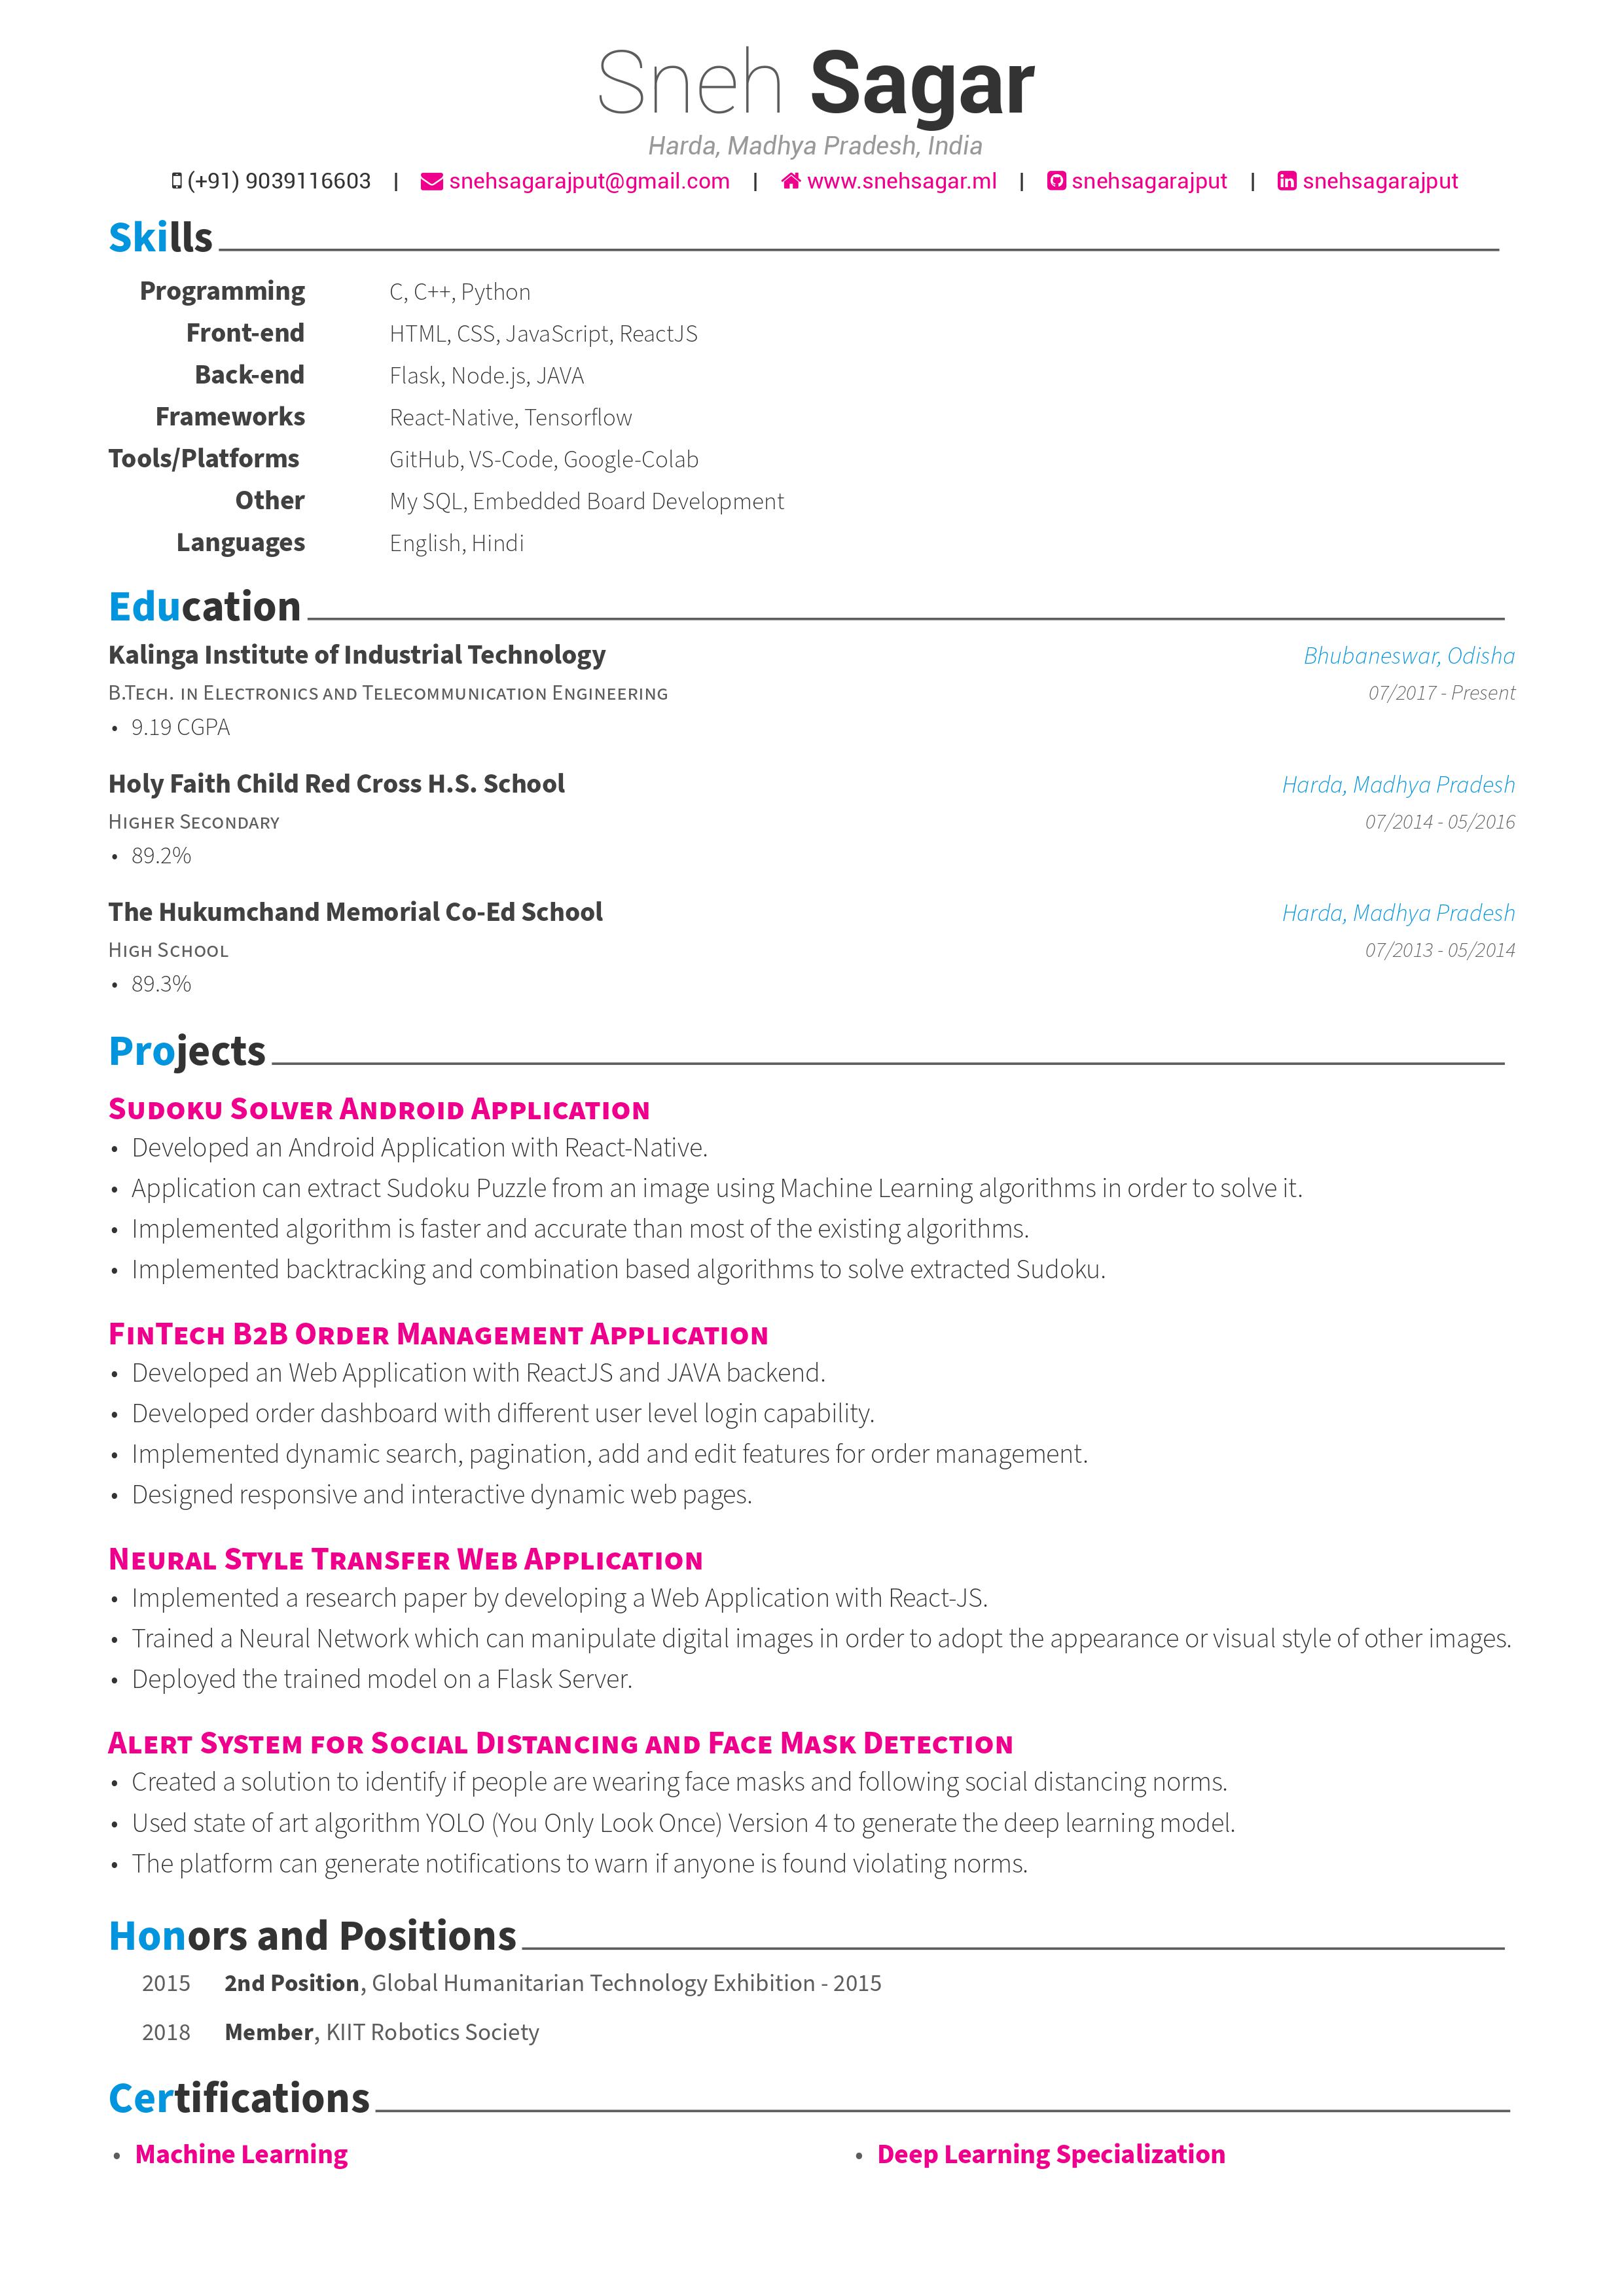 Sneh Sagar
Harda, Madhya Pradesh, India
(+91) 9039116603 | snehsagarajput@gmail.com | www.snehsagar.ml | snehsagarajput | snehsagarajput
Skills
Programming C, C++, Python
Front-end HTML, CSS, JavaScript, ReactJS
Back-end Flask, Node.js, JAVA
Frameworks React-Native, Tensorflow
Tools/Platforms GitHub, VS-Code, Google-Colab
Other My SQL, Embedded Board Development
Languages English, Hindi
Education
Kalinga Institute of Industrial Technology Bhubaneswar, Odisha
B.Tech. in Electronics and Telecommunication Engineering 07/2017 - Present
• 9.19 CGPA
Holy Faith Child Red Cross H.S. School Harda, Madhya Pradesh
Higher Secondary 07/2014 - 05/2016
• 89.2%
The Hukumchand Memorial Co-Ed School Harda, Madhya Pradesh
High School 07/2013 - 05/2014
• 89.3%
Projects
Sudoku Solver Android Application
• Developed an Android Application with React-Native.
• Application can extract Sudoku Puzzle from an image using Machine Learning algorithms in order to solve it.
• Implemented algorithm is faster and accurate than most of the existing algorithms.
• Implemented backtracking and combination based algorithms to solve extracted Sudoku.
FinTech B2B Order Management Application
• Developed an Web Application with ReactJS and JAVA backend.
• Developed order dashboard with different user level login capability.
• Implemented dynamic search, pagination, add and edit features for order management.
• Designed responsive and interactive dynamic web pages.
Neural Style Transfer Web Application
• Implemented a research paper by developing a Web Application with React-JS.
• Trained a Neural Network which can manipulate digital images in order to adopt the appearance or visual style of other images.
• Deployed the trained model on a Flask Server.
Alert System for Social Distancing and Face Mask Detection
• Created a solution to identify if people are wearing face masks and following social distancing norms.
• Used state of art algorithm YOLO (You Only Look Once) Version 4 to generate the deep learning model.
• The platform can generate notifications to warn if anyone is found violating norms.
Honors and Positions
2015 2nd Position, Global Humanitarian Technology Exhibition - 2015
2018 Member, KIIT Robotics Society
Certifications
• Machine Learning • Deep Learning Specialization